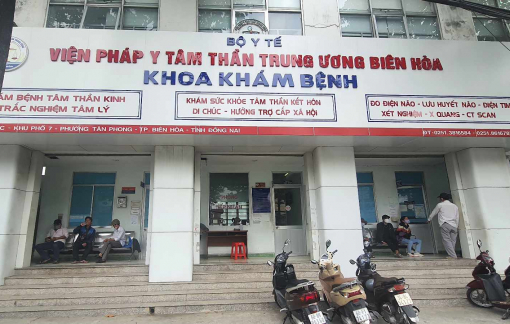 BỘ Y TẾ
VIỆN PHÁP Y TÂM THẦN TRUNG ƯƠNG BIÊN HÒA
KHOA KHÁM BỆNH
ÁM BỆNH TÂM THẦN KINH
TRẮC NGHIỆM TÂM LÝ
KHÁM SỨC KHỎE TÂM THẦN KẾT HÔN
DI CHÚC - HƯỞNG TRỢ CẤP XÃ HỘI
ĐO ĐIỆN NÃO - LƯU HUYẾT NÃO - ĐIỆN TIM
XÉT NGHIỆM - X QUANG - CT SCAN
- KHU PHỐ 7 - PHƯỜNG TÂN PHONG - TP. BIÊN HÒA - TỈNH ĐỒNG NAI